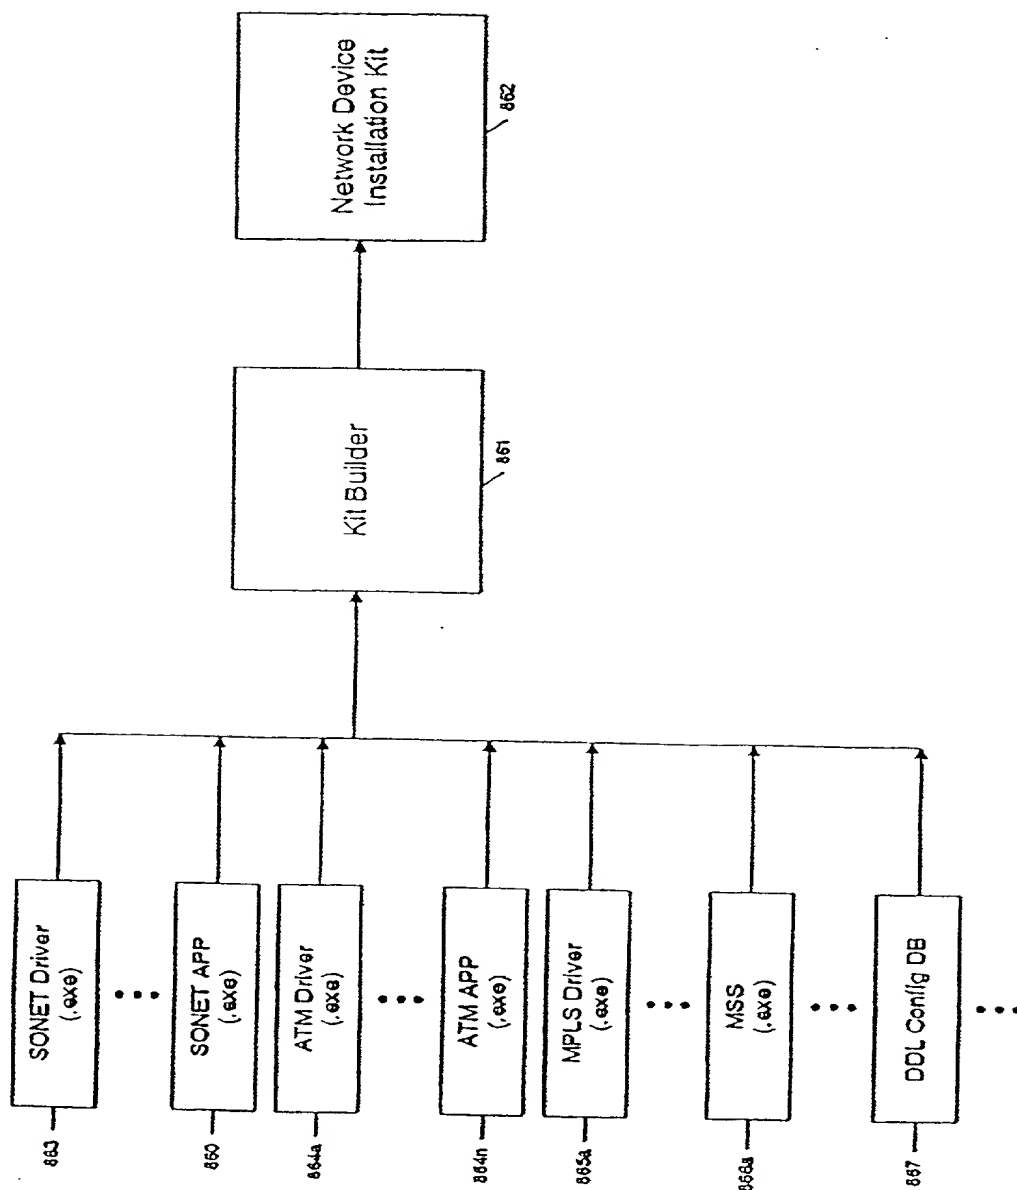 Network Device
Installation Kit
862
Kit Builder
861
SONET Driver
(.exe)
863
SONET APP
(.exe)
860
ATM Driver
(.exe)
864a
ATM APP
(.exe)
864n
MPLS Driver
(.exe)
865a
MSS
(.exe)
866a
DDL Config DB
867